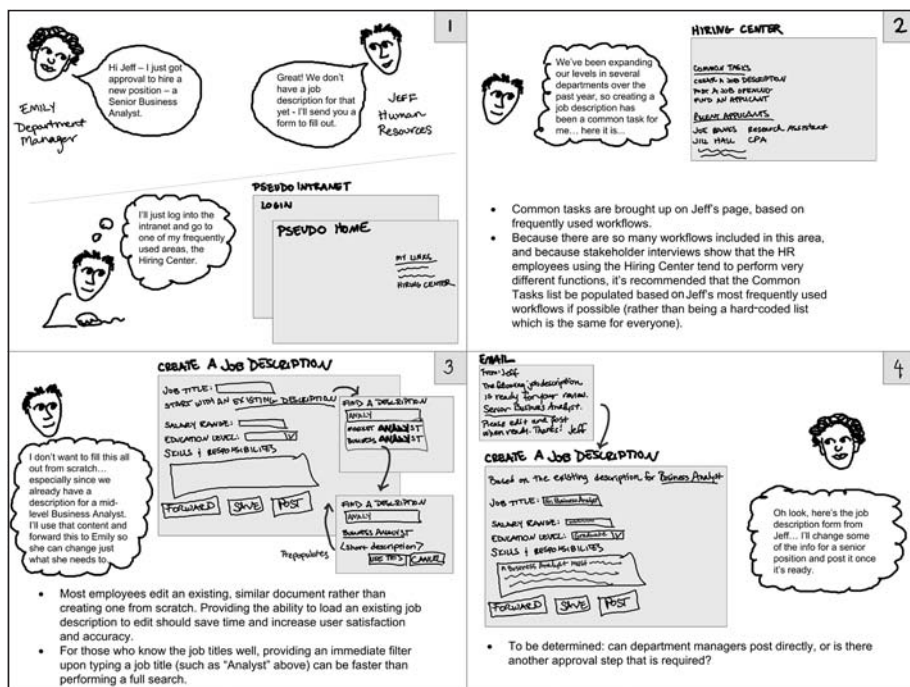 1
Hi Jeff – I just got
approval to hire a
new position – a
Senior Business
Analyst.
EMILY
Department
Manager
Great! We don't
have a job
description for that
yet - I'll send you a
form to fill out.
JEFF
Human
Resources
I'll just log into the
intranet and go to
one of my frequently
used areas, the
Hiring Center.
PSEUDO INTRANET
LOGIN
PSEUDO HOME
MY LINKS
HIRING CENTER
2
We've been expanding
our levels in several
departments over the
past year, so creating a
job description has
been a common task for
me… here it is…
HIRING CENTER
COMMON TASKS
CREATE A JOB DESCRIPTION
POST A JOB OPENING
FIND AN APPLICANT
RECENT APPLICANTS
JOE BANKS Research Assistant
JILL HALL CPA
• Common tasks are brought up on Jeff's page, based on
frequently used workflows.
• Because there are so many workflows included in this area,
and because stakeholder interviews show that the HR
employees using the Hiring Center tend to perform very
different functions, it's recommended that the Common
Tasks list be populated based on Jeff's most frequently used
workflows if possible (rather than being a hard-coded list
which is the same for everyone).
3
I don't want to fill this all
out from scratch…
especially since we
already have a
description for a mid-
level Business Analyst.
I'll use that content and
forward this to Emily so
she can change just
what she needs to..
CREATE A JOB DESCRIPTION
JOB TITLE:
START WITH AN EXISTING DESCRIPTION
SALARY RANGE:
EDUCATION LEVEL:
SKILLS & RESPONSIBILITIES
FORWARD SAVE POST
FIND A DESCRIPTION
ANALY
MARKET ANALYST
BUSINESS ANALYST
FIND A DESCRIPTION
ANALY
BUSINESS ANALYST
<short description>
USE THIS CANCEL
Prepopulates
• Most employees edit an existing, similar document rather than
creating one from scratch. Providing the ability to load an existing job
description to edit should save time and increase user satisfaction
and accuracy.
• For those who know the job titles well, providing an immediate filter
upon typing a job title (such as "Analyst" above) can be faster than
performing a full search.
4
EMAIL
From: Jeff
The following job description
is ready for your review.
Senior Business Analyst.
Please edit and post
when ready. Thanks! Jeff
CREATE A JOB DESCRIPTION
Based on the existing description for Business Analyst
JOB TITLE: Sr. Business Analyst
SALARY RANGE:
EDUCATION LEVEL: Graduate
SKILLS & RESPONSIBILITIES
A Business Analyst must
FORWARD SAVE POST
Oh look, here's the job
description form from
Jeff… I'll change some
of the info for a senior
position and post it once
it's ready.
• To be determined: can department managers post directly, or is there
another approval step that is required?